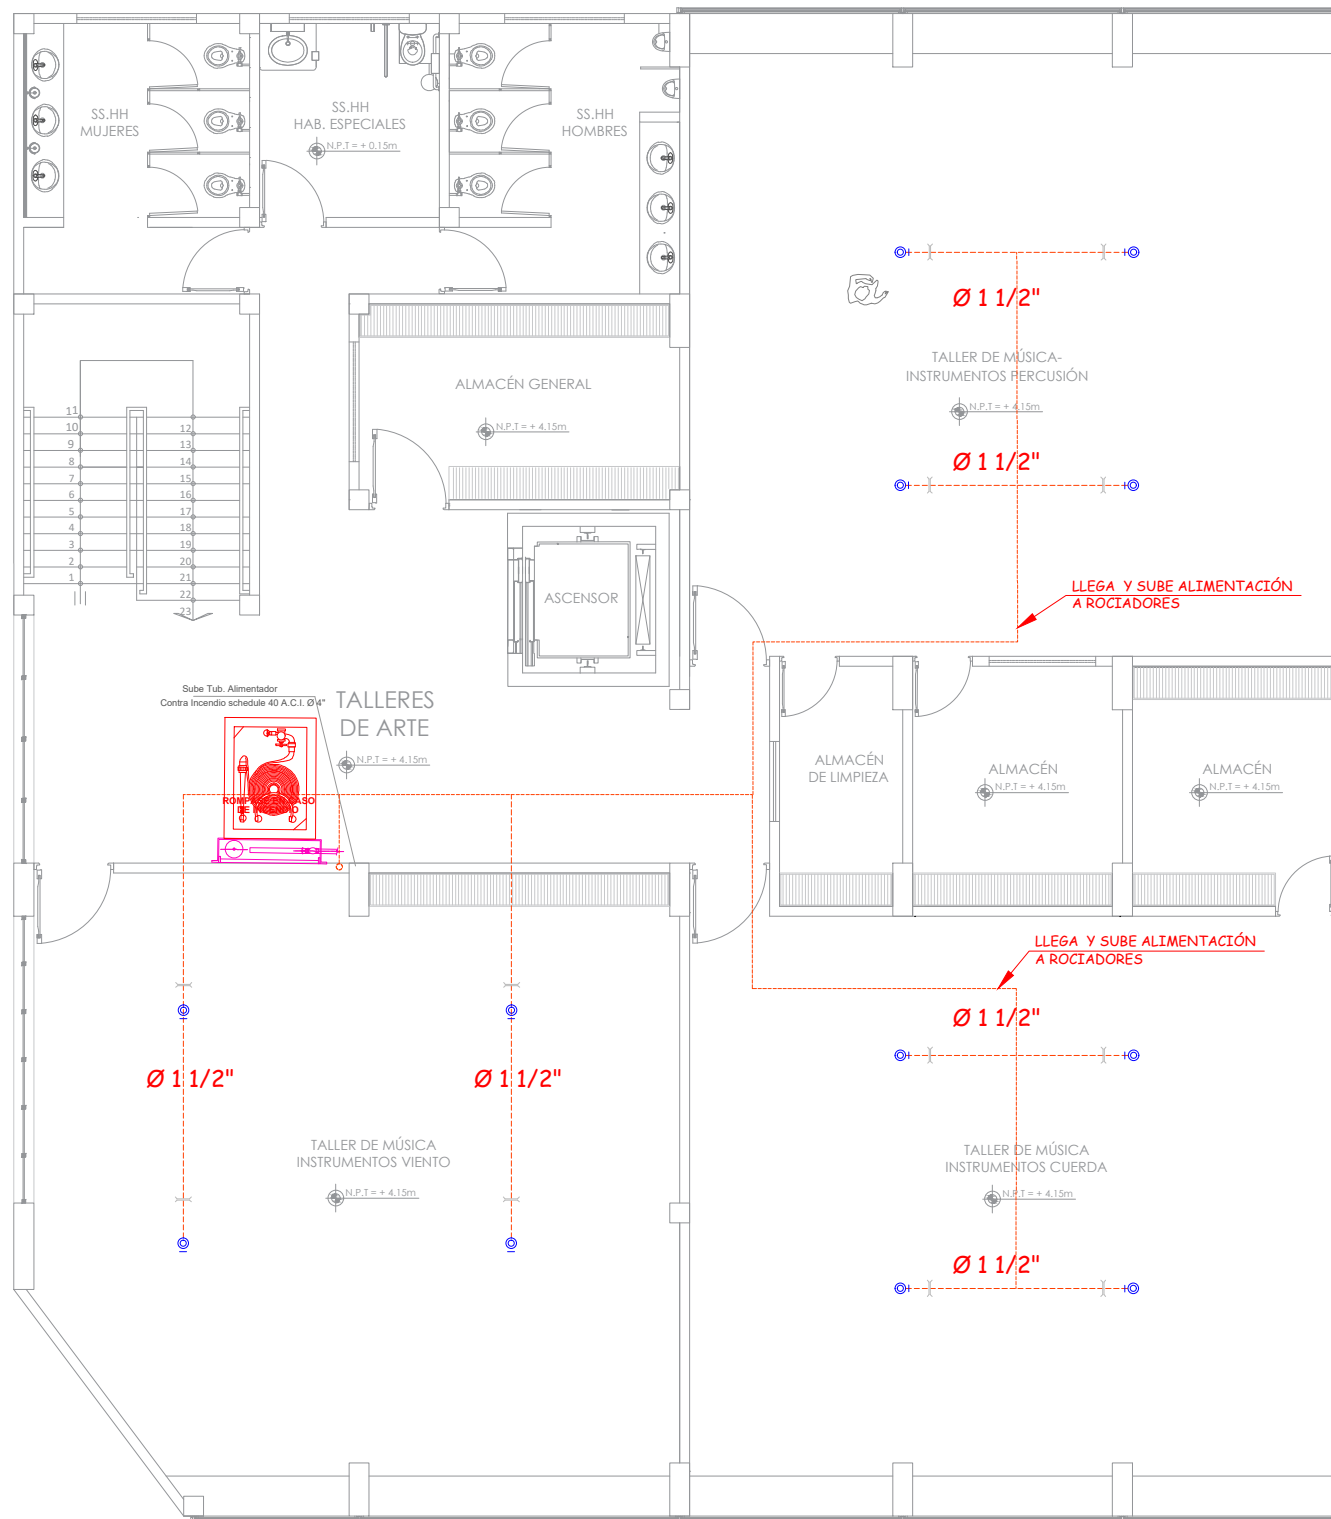 SS.HH
MUJERES
SS.HH
HAB. ESPECIALES
N.P.T = + 0.15m
SS.HH
HOMBRES
Ø 1 1/2"
TALLER DE MÚSICA-
INSTRUMENTOS PERCUSIÓN
N.P.T = + 4.15m
Ø 1 1/2"
ALMACÉN GENERAL
N.P.T = + 4.15m
11
10
9
8
7
6
5
4
3
2
1
12
13
14
15
16
17
18
19
20
21
22
23
ASCENSOR
LLEGA Y SUBE ALIMENTACIÓN
A ROCIADORES
Sube Tub. Alimentador
Contra Incendio schedule 40 A.C.I. Ø 4"
TALLERES
DE ARTE
N.P.T = + 4.15m
ROMPASE EN CASO
DE INCENDIO
ALMACÉN
DE LIMPIEZA
ALMACÉN
N.P.T = + 4.15m
ALMACÉN
N.P.T = + 4.15m
LLEGA Y SUBE ALIMENTACIÓN
A ROCIADORES
Ø 1 1/2"
Ø 1 1/2"
Ø 1 1/2"
TALLER DE MÚSICA
INSTRUMENTOS VIENTO
N.P.T = + 4.15m
TALLER DE MÚSICA
INSTRUMENTOS CUERDA
N.P.T = + 4.15m
Ø 1 1/2"